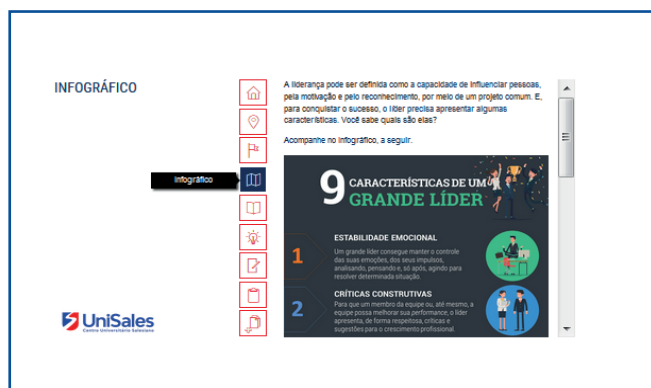 INFOGRÁFICO
A liderança pode ser definida como a capacidade de influenciar pessoas,
pela motivação e pelo reconhecimento, por meio de um projeto comum. E,
para conquistar o sucesso, o líder precisa apresentar algumas
características. Você sabe quais são elas?
Acompanhe no infográfico, a seguir.
Infográfico
9 CARACTERÍSTICAS DE UM
GRANDE LÍDER
1
ESTABILIDADE EMOCIONAL
Um grande líder consegue manter o controle
das suas emoções, dos seus impulsos,
analisando, pensando e, só após, agindo para
resolver determinada situação.
2
CRÍTICAS CONSTRUTIVAS
Para que um membro da equipe ou, até mesmo, a
equipe possa melhorar sua performance, o líder
apresenta, de forma respeitosa, críticas e
sugestões para o crescimento profissional.
UniSales
Centro Universitário Salesiano